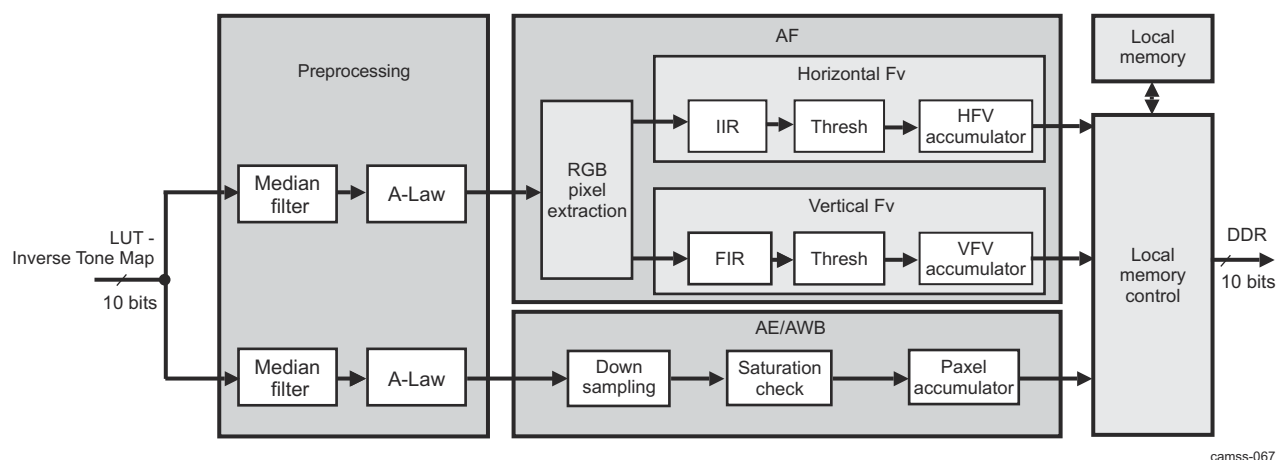 Preprocessing
AF
Local
memory
Horizontal Fv
IIR
Thresh
HFV
accumulator
RGB
pixel
extraction
Median
filter
A-Law
Vertical Fv
FIR
Thresh
VFV
accumulator
LUT -
Inverse Tone Map
10 bits
Local
memory
control
DDR
10 bits
AE/AWB
Median
filter
A-Law
Down
sampling
Saturation
check
Paxel
accumulator
camss-067